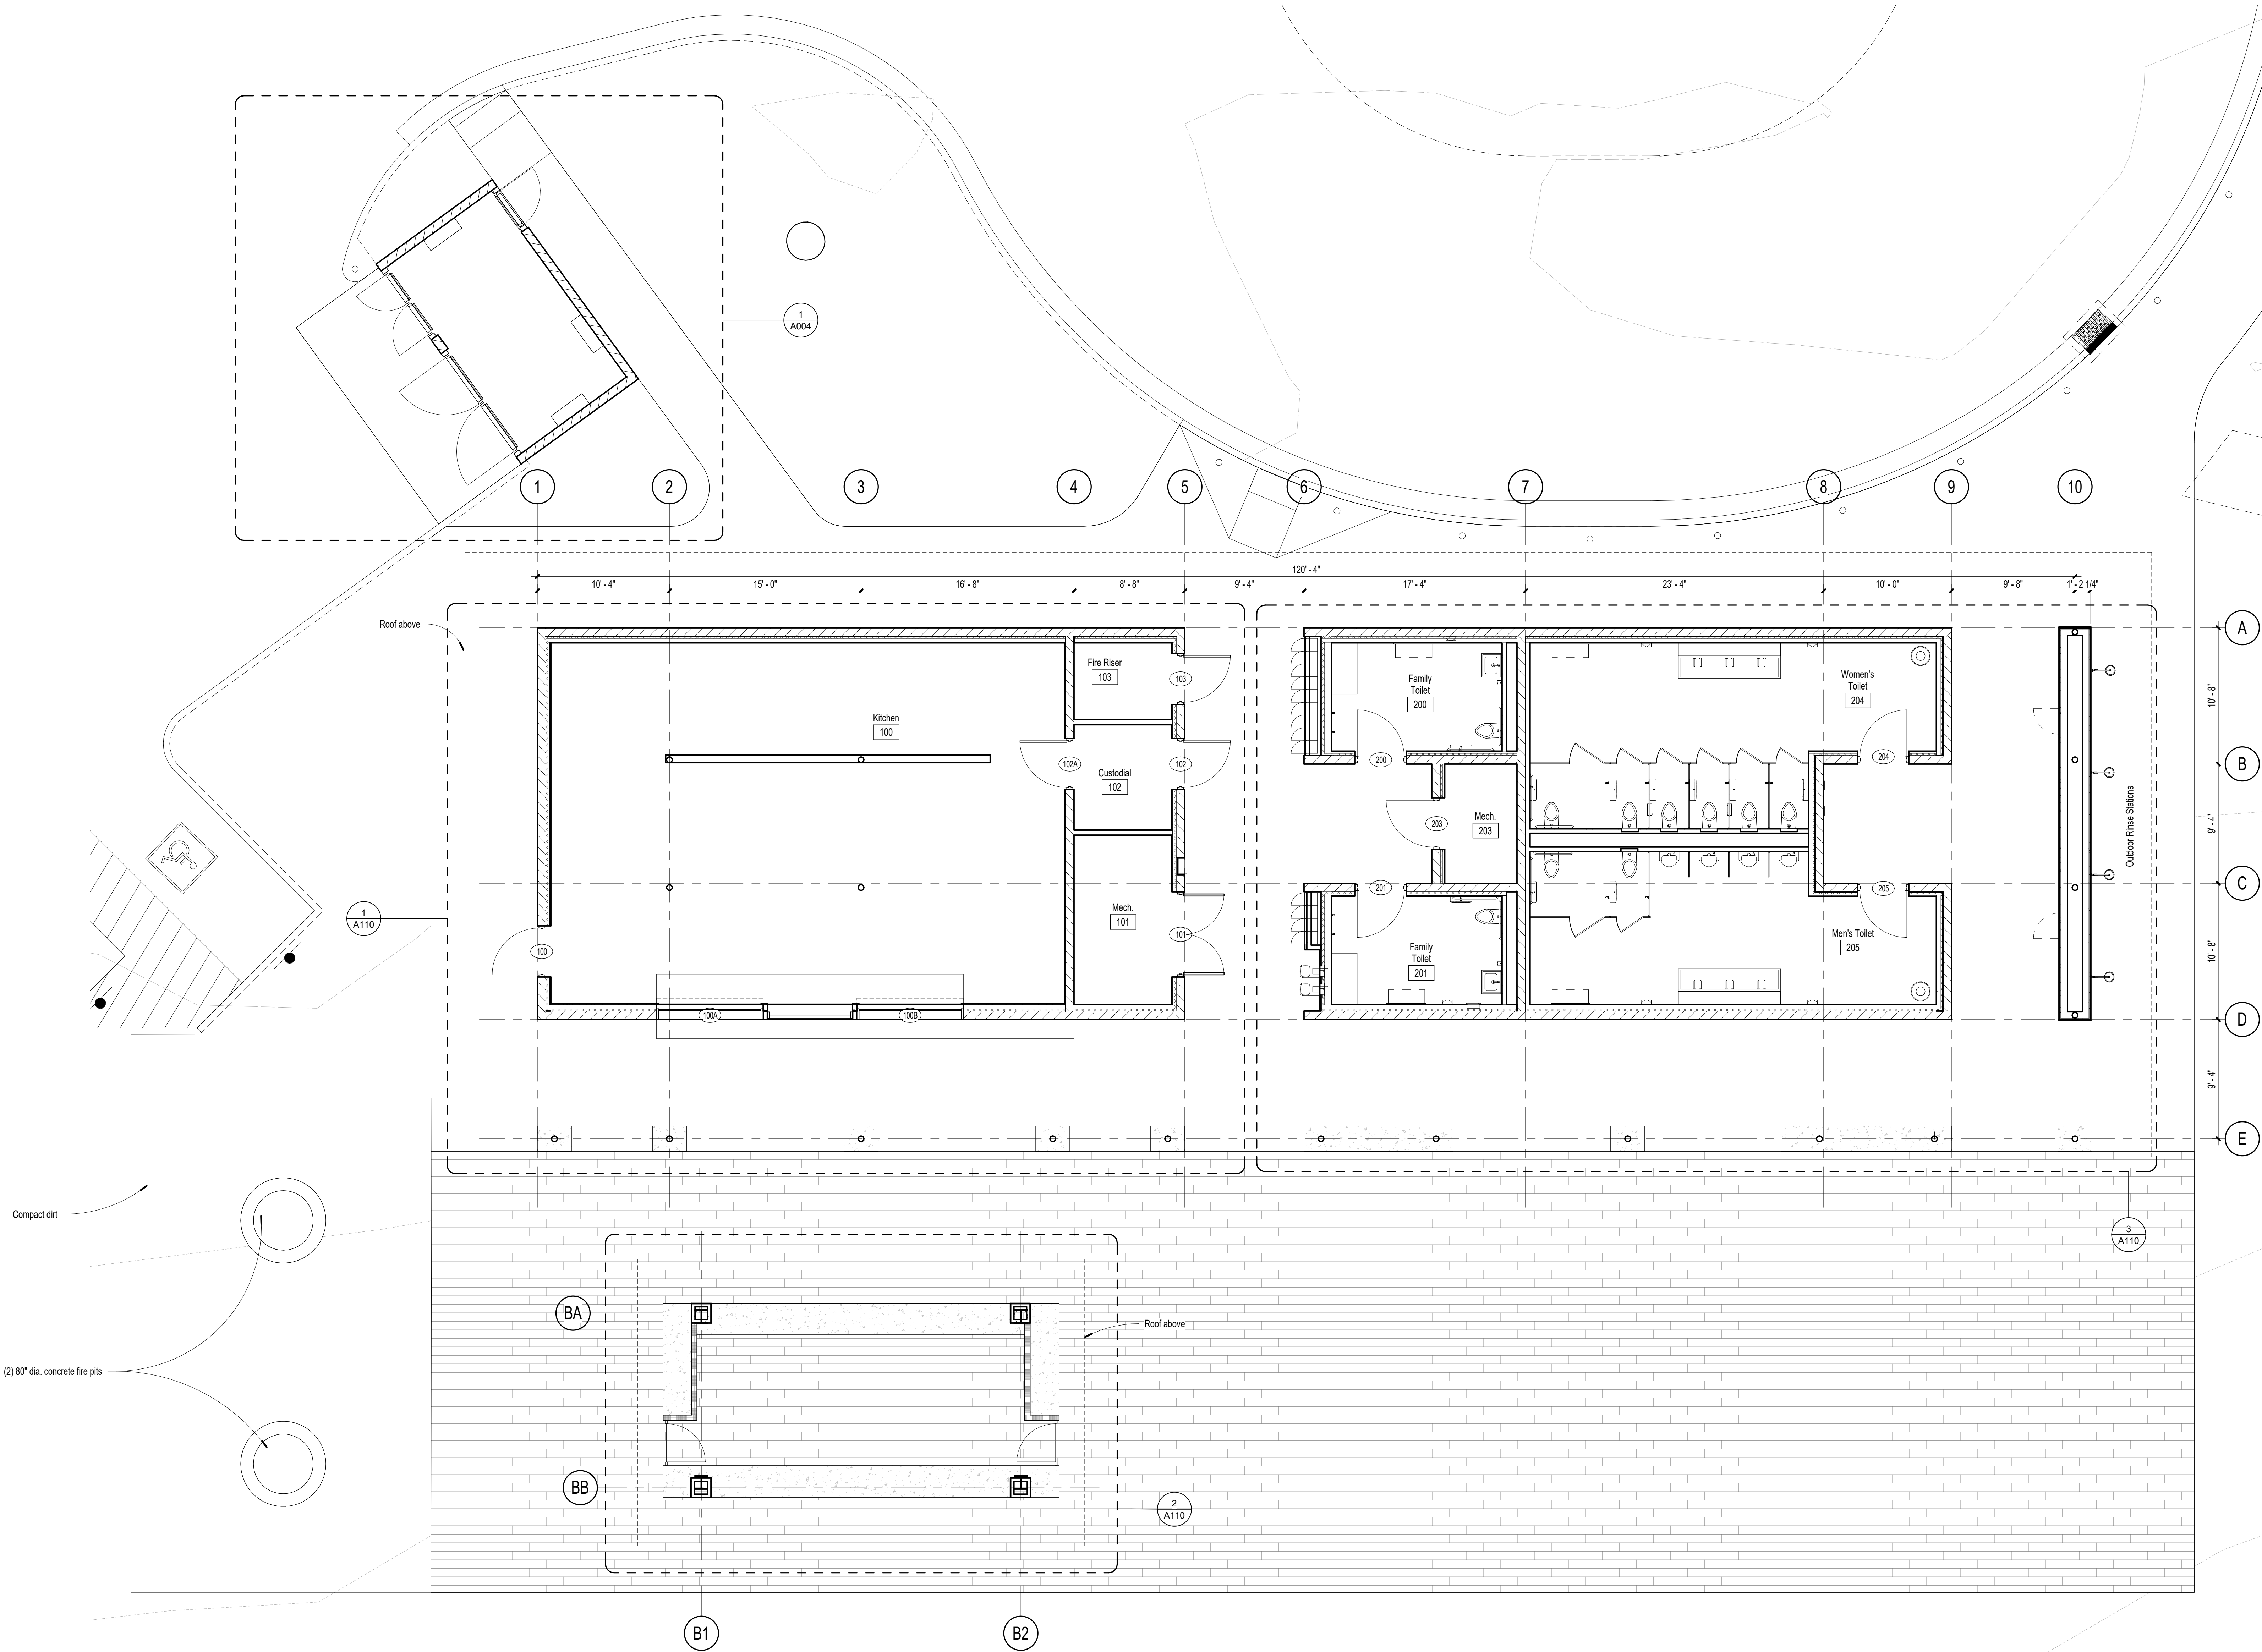 1
A004
1
2
3
4
5
6
7
8
9
10
120' - 4"
10' - 4"
15' - 0"
16' - 8"
8' - 8"
9' - 4"
17' - 4"
23' - 4"
10' - 0"
9' - 8"
1' - 2 1/4"
Roof above
A
Fire Riser
103
103
Family
Toilet
200
Women's
Toilet
204
10' - 8"
Kitchen
100
102A
Custodial
102
102
200
204
B
203
Mech.
203
Outdoor Rinse Stations
9' - 4"
1
A110
Mech.
101
101
201
205
C
100
Family
Toilet
201
Men's Toilet
205
10' - 8"
100A
100B
D
9' - 4"
E
Compact dirt
3
A110
BA
Roof above
(2) 80" dia. concrete fire pits
BB
2
A110
B1
B2